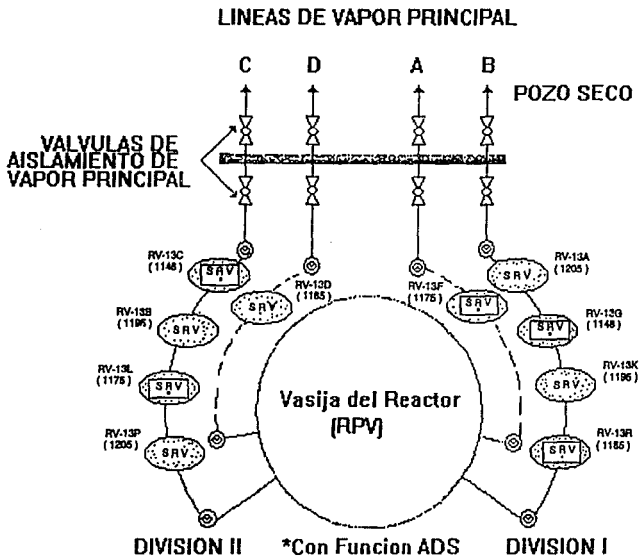 LINEAS DE VAPOR PRINCIPAL
C D A B
POZO SECO
VALVULAS DE
AISLAMIENTO DE
VAPOR PRINCIPAL
RV-13C
(1146)
SRV
*
RV-13D
(1165)
SRV
RV-13F
(1175)
SRV
*
RV-13A
(1205)
SRV
RV-13B
(1195)
SRV
RV-13G
(1146)
SRV
*
RV-13L
(1175)
SRV
*
RV-13K
(1195)
SRV
Vasija del Reactor
(RPV)
RV-13P
(1205)
SRV
RV-13R
(1185)
SRV
*
DIVISION II *Con Funcion ADS DIVISION I